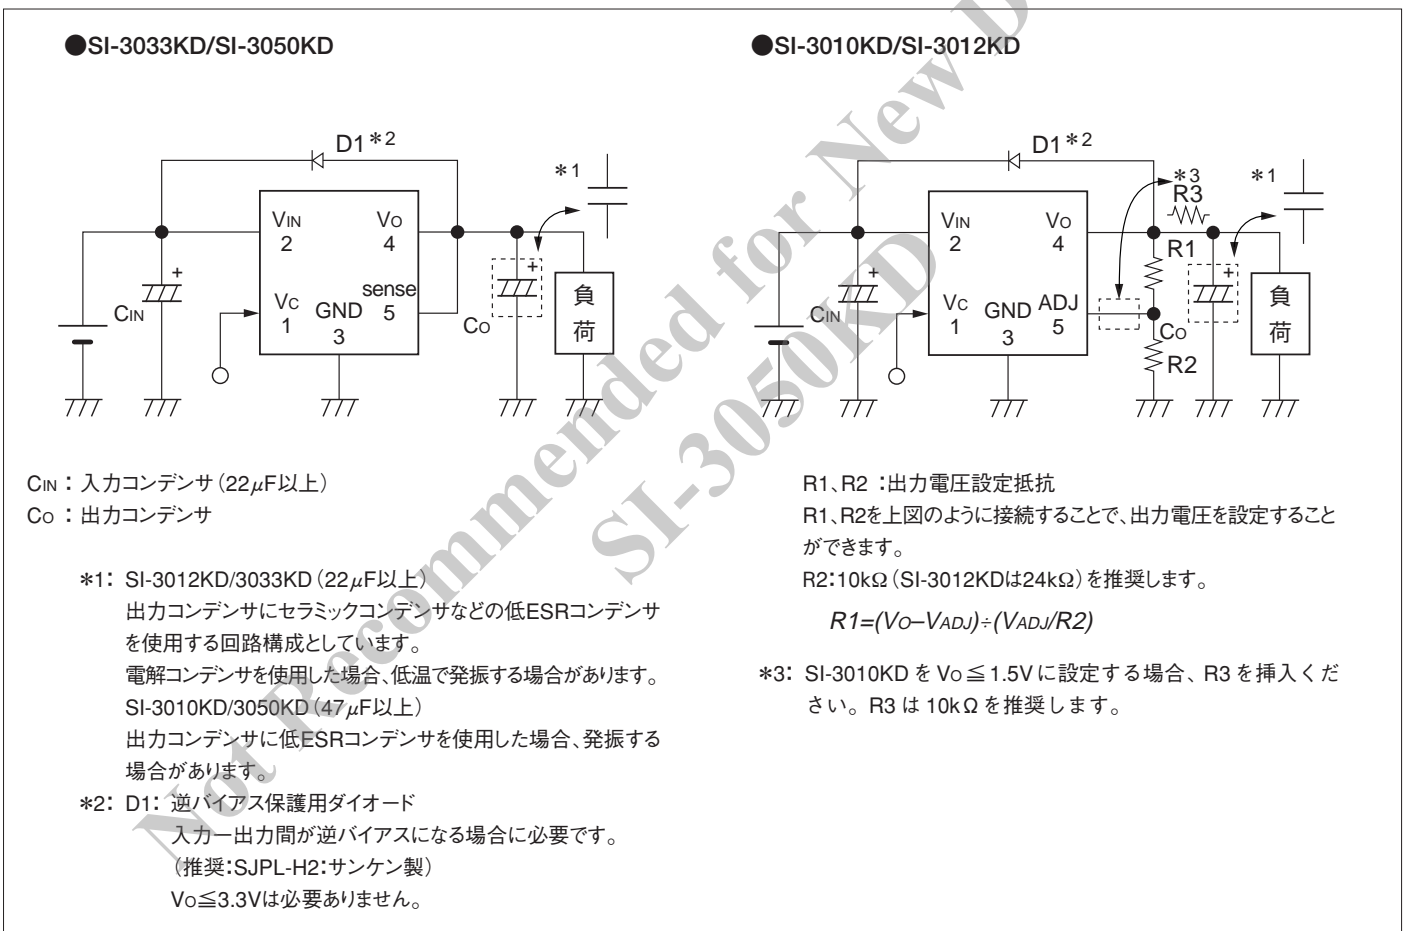 ●SI-3033KD/SI-3050KD
D1*2
*1
VIN
2
VO
4
VC
1
GND
3
sense
5
CIN
CO
負
荷
●SI-3010KD/SI-3012KD
D1*2
*3
R3
*1
VIN
2
VO
4
R1
VC
1
GND
3
ADJ
5
CIN
CO
R2
負
荷
CIN：入力コンデンサ（22μF以上）
CO：出力コンデンサ
*1：SI-3012KD/3033KD（22μF以上）
出力コンデンサにセラミックコンデンサなどの低ESRコンデンサ
を使用する回路構成としています。
電解コンデンサを使用した場合、低温で発振する場合があります。
SI-3010KD/3050KD（47μF以上）
出力コンデンサに低ESRコンデンサを使用した場合、発振する
場合があります。
*2：D1：逆バイアス保護用ダイオード
入力ー出力間が逆バイアスになる場合に必要です。
（推奨：SJPL-H2：サンケン製）
VO≦3.3Vは必要ありません。
R1、R2：出力電圧設定抵抗
R1、R2を上図のように接続することで、出力電圧を設定すること
ができます。
R2：10kΩ（SI-3012KDは24kΩ）を推奨します。
R1=(VO–VADJ)÷(VADJ/R2)
*3：SI-3010KD を VO≦1.5V に設定する場合、R3 を挿入くだ
さい。R3 は 10kΩ を推奨します。
Not Recommended for New D
SI-3050KD